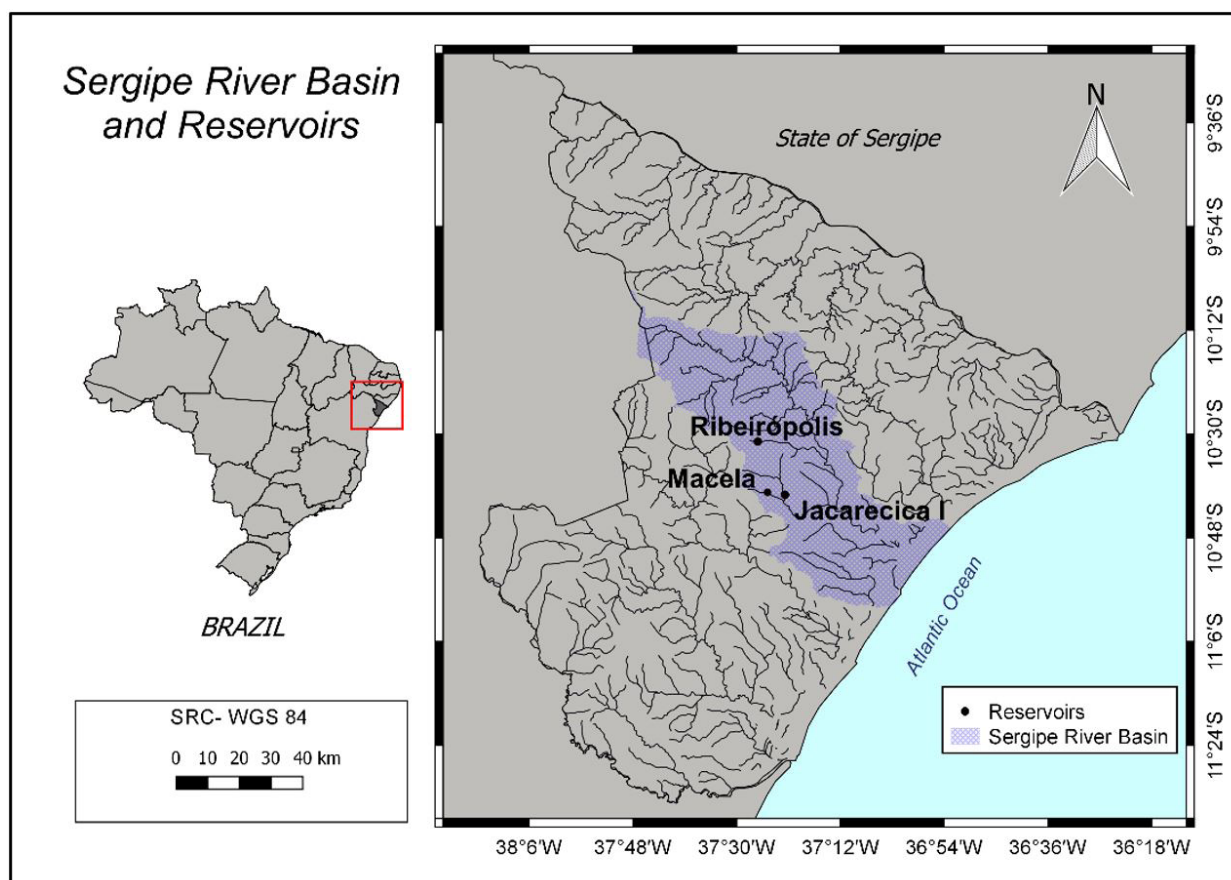 Sergipe River Basin
and Reservoirs
BRAZIL
SRC- WGS 84
0 10 20 30 40 km
State of Sergipe
N
Ribeirópolis
Macela
Jacarecica I
Atlantic Ocean
Reservoirs
Sergipe River Basin
9°36'S
9°54'S
10°12'S
10°30'S
10°48'S
11°6'S
11°24'S
38°6'W 37°48'W 37°30'W 37°12'W 36°54'W 36°36'W 36°18'W